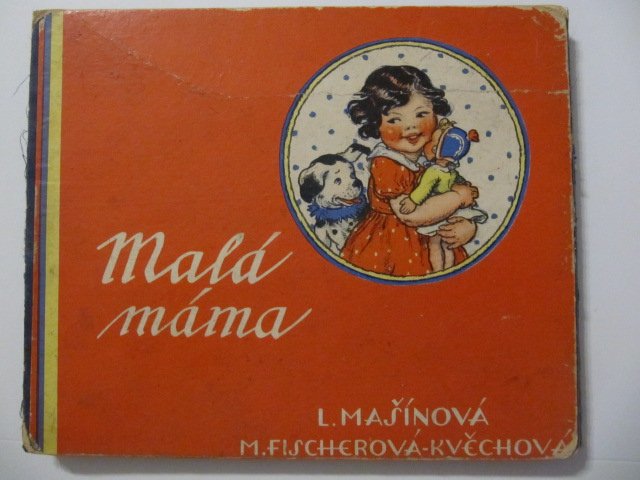 Malá
máma
L. MAŠÍNOVÁ
M. FISCHEROVÁ-KVĚCHOVÁ